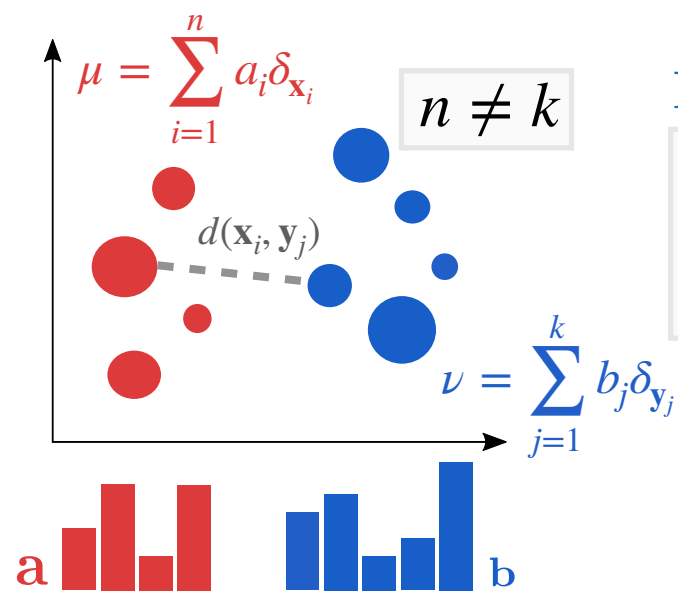 μ = ∑_{i=1}^{n} a_i δ_{𝐱_i}
n ≠ k
d(𝐱_i, 𝐲_j)
ν = ∑_{j=1}^{k} b_j δ_{𝐲_j}
a
b